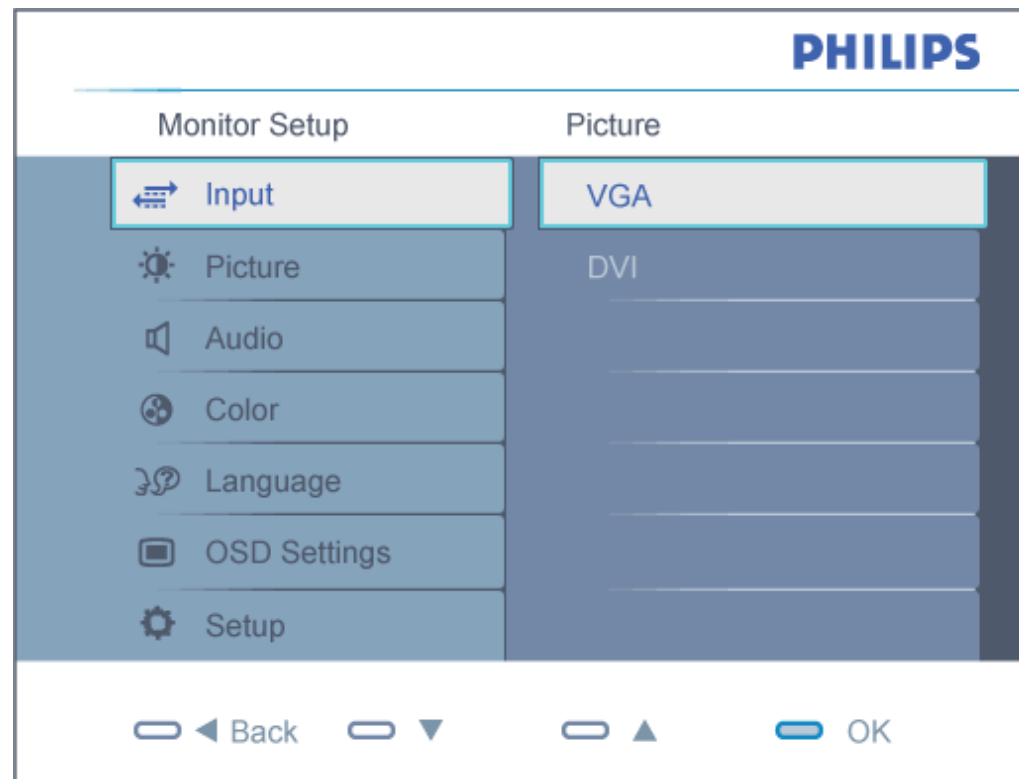 PHILIPS
Monitor Setup
Picture
Input
VGA
Picture
DVI
Audio
Color
Language
OSD Settings
Setup
Back
OK